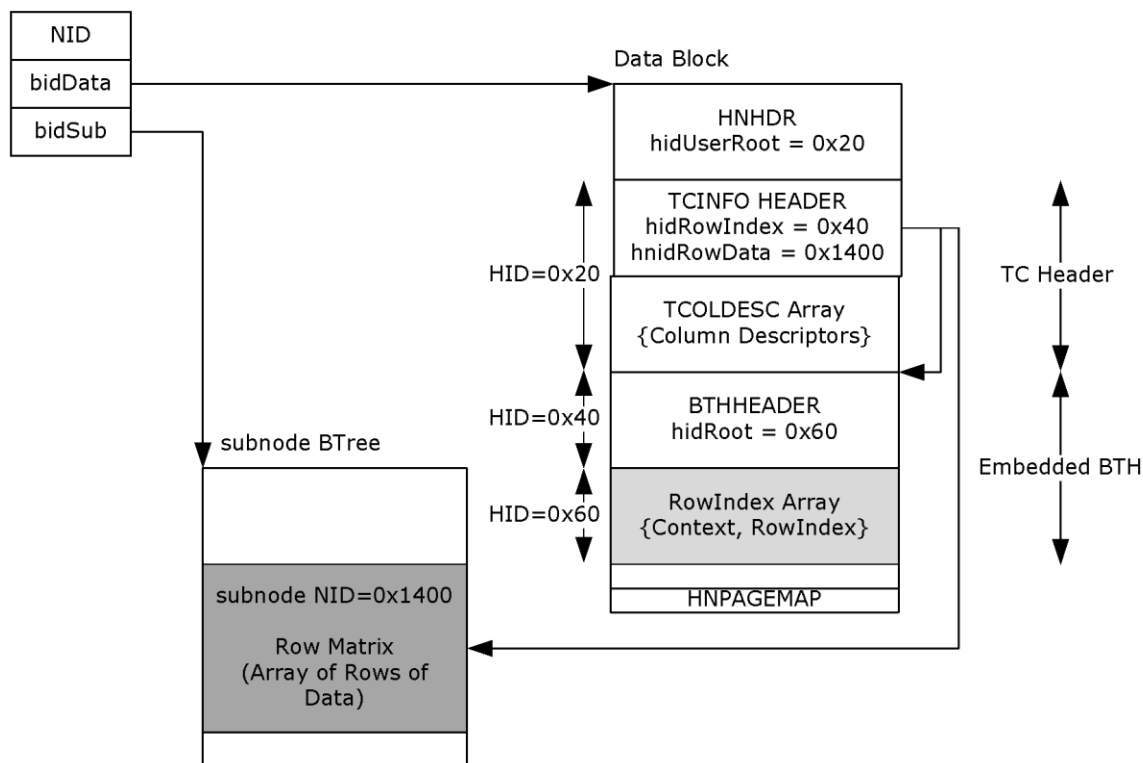 NID
bidData
bidSub
Data Block
HNHDR
hidUserRoot = 0x20
TCINFO HEADER
hidRowIndex = 0x40
hnidRowData = 0x1400
HID=0x20
TC Header
TCOLDESC Array
{Column Descriptors}
BTHHEADER
hidRoot = 0x60
HID=0x40
subnode BTree
Embedded BTH
RowIndex Array
{Context, RowIndex}
HID=0x60
HNPAGEMAP
subnode NID=0x1400
Row Matrix
(Array of Rows of
Data)